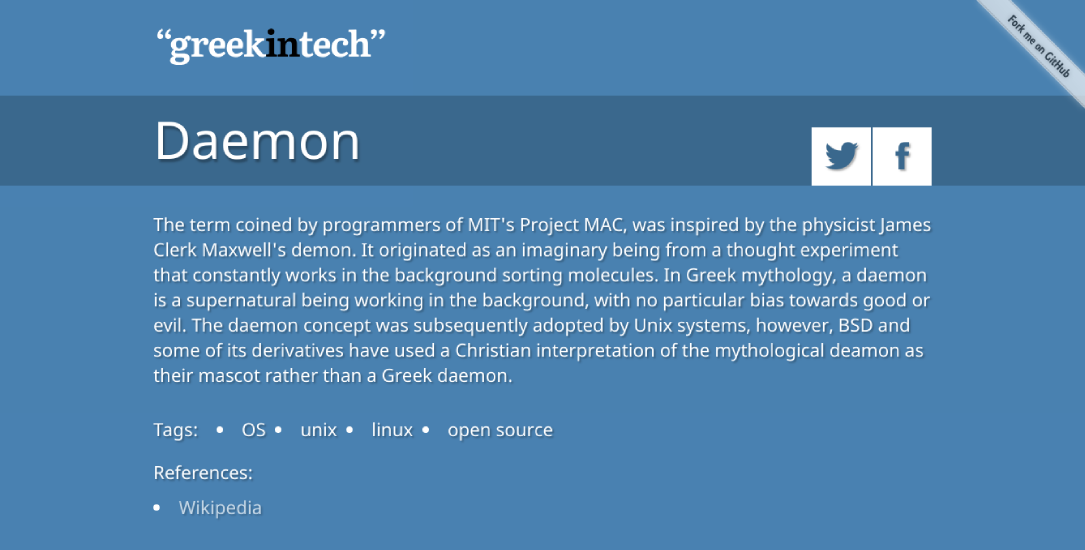 “greekintech”
Fork me on GitHub
Daemon
The term coined by programmers of MIT's Project MAC, was inspired by the physicist James
Clerk Maxwell's demon. It originated as an imaginary being from a thought experiment
that constantly works in the background sorting molecules. In Greek mythology, a daemon
is a supernatural being working in the background, with no particular bias towards good or
evil. The daemon concept was subsequently adopted by Unix systems, however, BSD and
some of its derivatives have used a Christian interpretation of the mythological deamon as
their mascot rather than a Greek daemon.
Tags: • OS • unix • linux • open source
References:
• Wikipedia